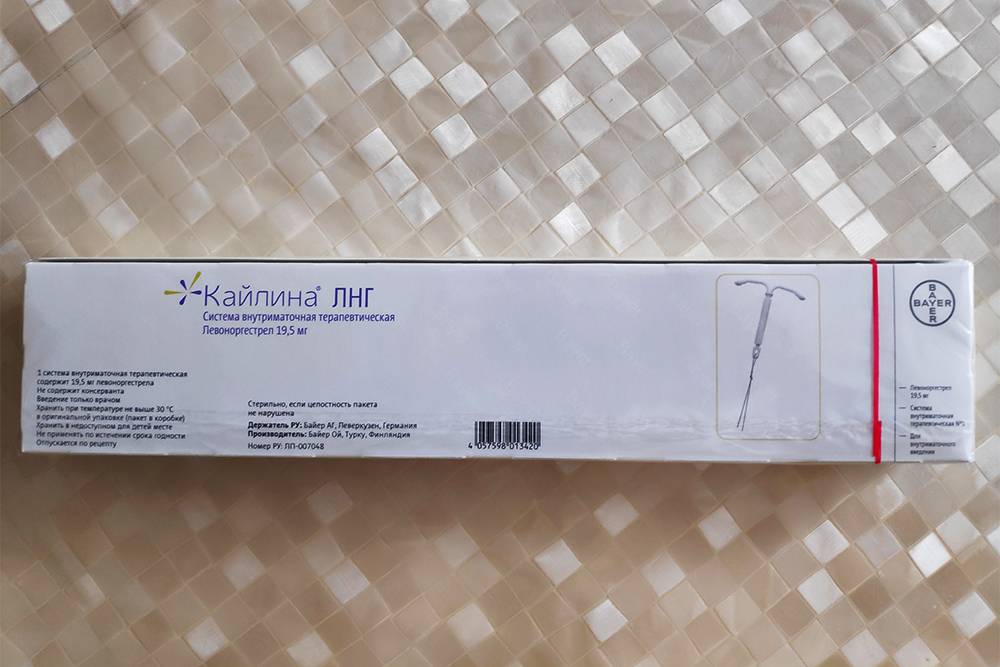 Кайлина® ЛНГ
Система внутриматочная терапевтическая
Левоноргестрел 19,5 мг
1 система внутриматочная терапевтическая
содержит 19,5 мг левоноргестрела
Не содержит консерванта
Введение только врачом
Хранить при температуре не выше 30 °С
в оригинальной упаковке (пакет в коробке)
Хранить в недоступном для детей месте
Не применять по истечении срока годности
Отпускается по рецепту
Стерильно, если целостность пакета
не нарушена
Держатель РУ: Байер АГ, Леверкузен, Германия
Производитель: Байер Ой, Турку, Финляндия
Номер РУ: ЛП-007048
4 057598 013420
BAYER
BAYER
Левоноргестрел
19,5 мг
Система
внутриматочная
терапевтическая №1
Для
внутриматочного
введения